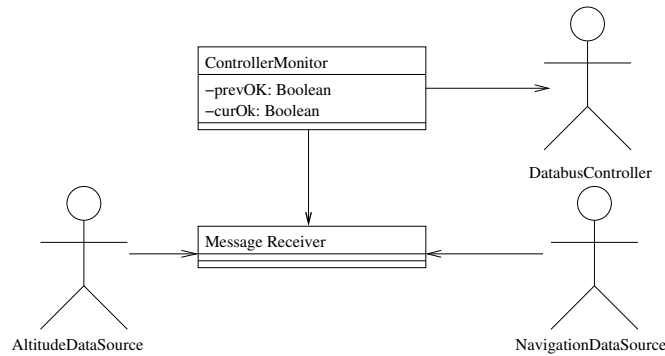 ControllerMonitor
−prevOK: Boolean
−curOk: Boolean
DatabusController
Message Receiver
AltitudeDataSource
NavigationDataSource